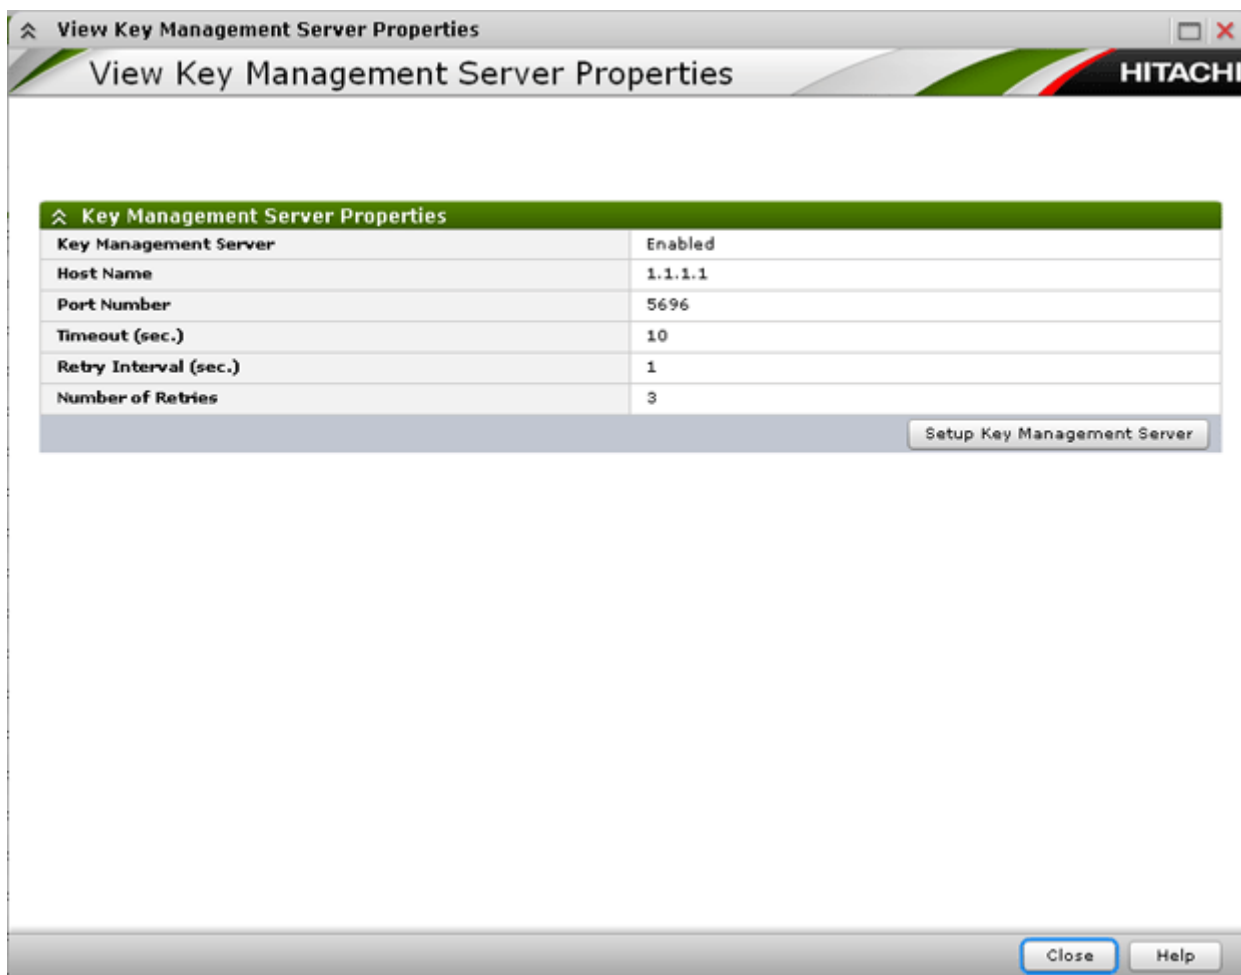 View Key Management Server Properties
View Key Management Server Properties
HITACHI
Key Management Server Properties
Key Management Server Enabled
Host Name 1.1.1.1
Port Number 5696
Timeout (sec.) 10
Retry Interval (sec.) 1
Number of Retries 3
Setup Key Management Server
Close Help